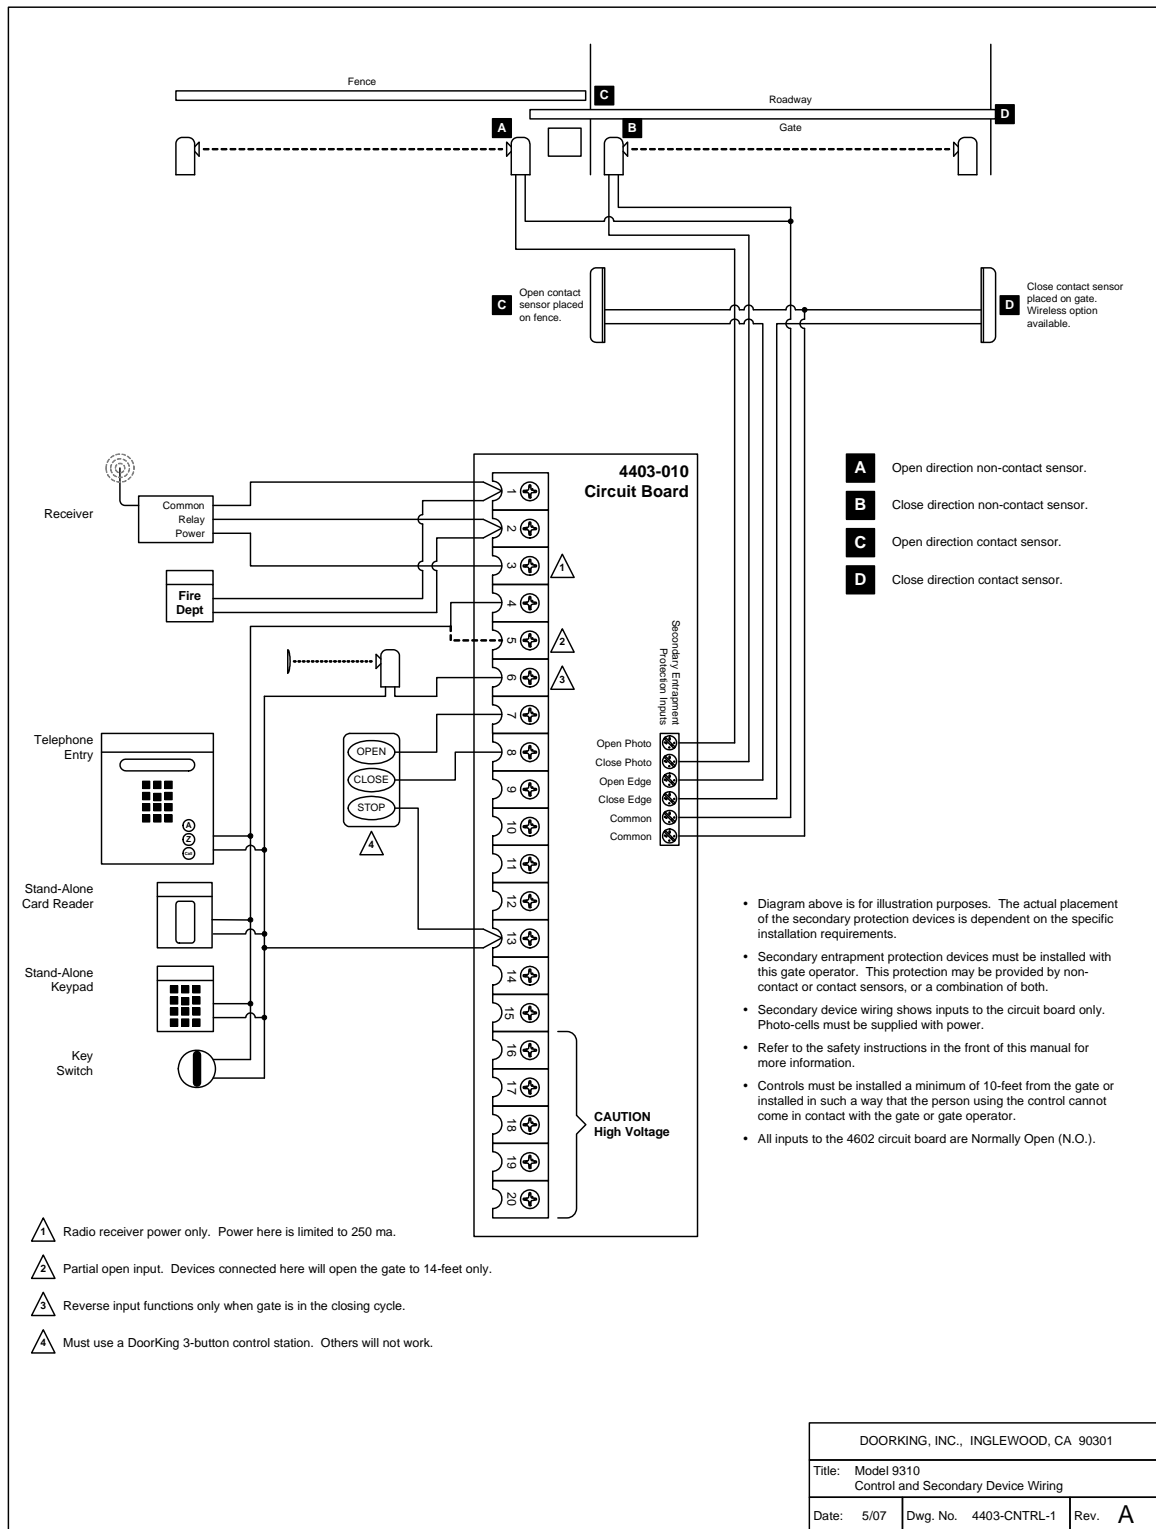 Fence
C
Roadway
A
B
D
Gate
C
Open contact
sensor placed
on fence.
D
Close contact sensor
placed on gate.
Wireless option
available.
4403-010
Circuit Board
A Open direction non-contact sensor.
B Close direction non-contact sensor.
C Open direction contact sensor.
D Close direction contact sensor.
Receiver
Common
Relay
Power
Fire
Dept
1
2
3
4
5
6
7
8
9
10
11
12
13
14
15
16
17
18
19
20
1
2
3
Secondary Entrapment
Protection Inputs
Open Photo
Close Photo
Open Edge
Close Edge
Common
Common
OPEN
CLOSE
STOP
4
Telephone
Entry
A
Z
Call
Stand-Alone
Card Reader
Stand-Alone
Keypad
Key
Switch
CAUTION
High Voltage
• Diagram above is for illustration purposes. The actual placement
of the secondary protection devices is dependent on the specific
installation requirements.
• Secondary entrapment protection devices must be installed with
this gate operator. This protection may be provided by non-
contact or contact sensors, or a combination of both.
• Secondary device wiring shows inputs to the circuit board only.
Photo-cells must be supplied with power.
• Refer to the safety instructions in the front of this manual for
more information.
• Controls must be installed a minimum of 10-feet from the gate or
installed in such a way that the person using the control cannot
come in contact with the gate or gate operator.
• All inputs to the 4602 circuit board are Normally Open (N.O.).
1 Radio receiver power only. Power here is limited to 250 ma.
2 Partial open input. Devices connected here will open the gate to 14-feet only.
3 Reverse input functions only when gate is in the closing cycle.
4 Must use a DoorKing 3-button control station. Others will not work.
DOORKING, INC., INGLEWOOD, CA 90301
Title: Model 9310
Control and Secondary Device Wiring
Date: 5/07 Dwg. No. 4403-CNTRL-1 Rev. A